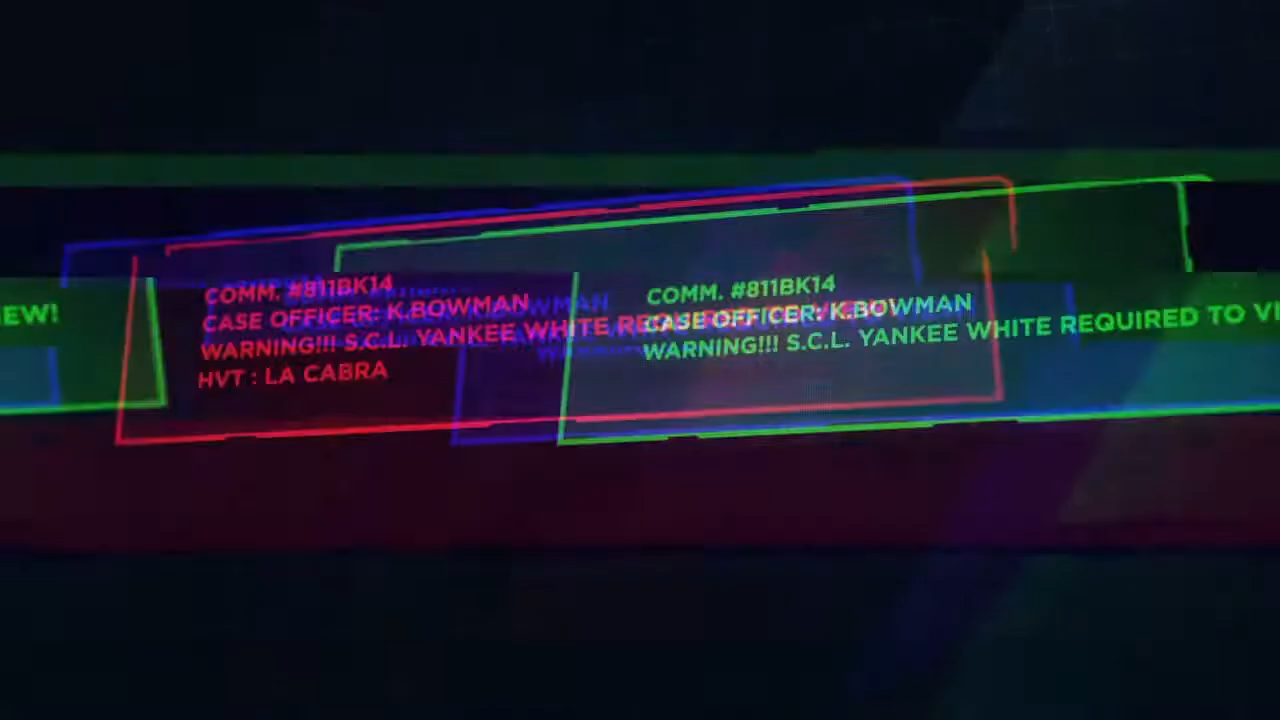 COMM. #811BK14
CASE OFFICER: K.BOWMAN
WARNING!!! S.C.L. YANKEE WHITE REQUIRED
HVT : LA CABRA
COMM. #811BK14
CASE OFFICER: K.BOWMAN
WARNING!!! S.C.L. YANKEE WHITE REQUIRED TO VI
EW!